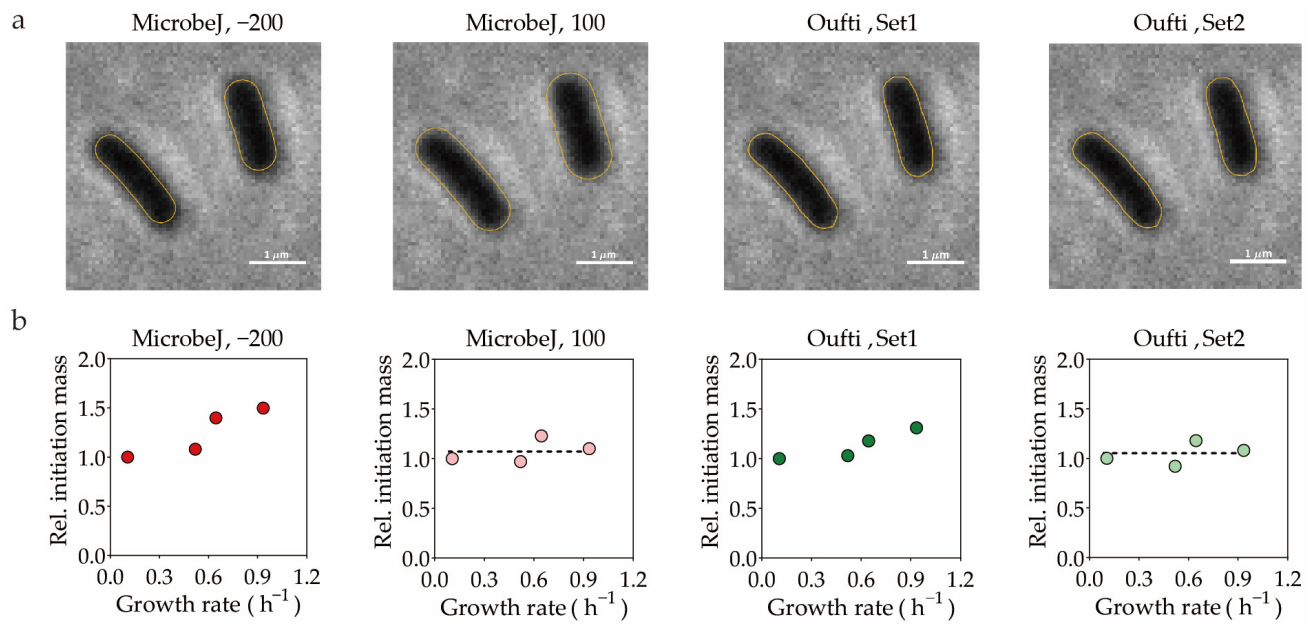 a
MicrobeJ, −200
MicrobeJ, 100
Oufti ,Set1
Oufti ,Set2
1 μm
1 μm
1 μm
1 μm
b
MicrobeJ, −200
MicrobeJ, 100
Oufti ,Set1
Oufti ,Set2
Rel. initiation mass
2.0
1.5
1.0
0.5
0.0
0.0 0.3 0.6 0.9 1.2
Growth rate ( h⁻¹)
Rel. initiation mass
2.0
1.5
1.0
0.5
0.0
0.0 0.3 0.6 0.9 1.2
Growth rate ( h⁻¹)
Rel. initiation mass
2.0
1.5
1.0
0.5
0.0
0.0 0.3 0.6 0.9 1.2
Growth rate ( h⁻¹)
Rel. initiation mass
2.0
1.5
1.0
0.5
0.0
0.0 0.3 0.6 0.9 1.2
Growth rate ( h⁻¹)